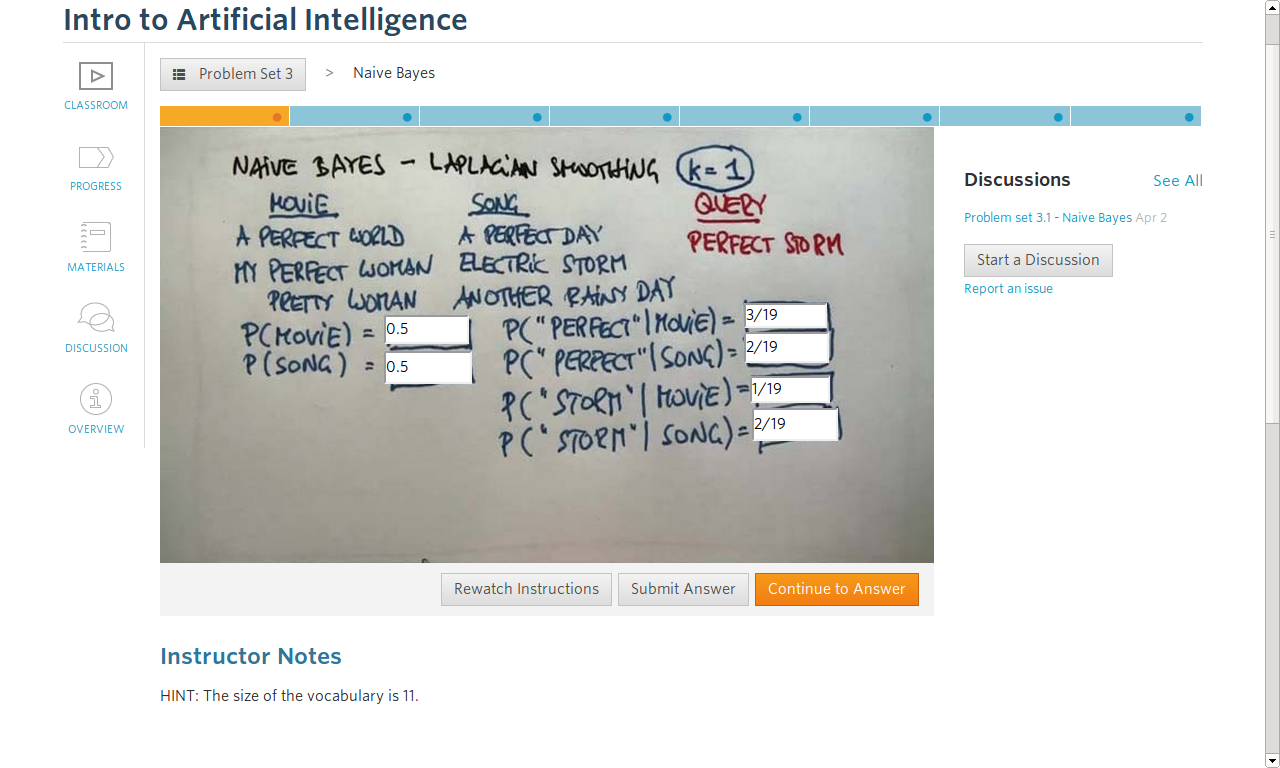 Intro to Artificial Intelligence
CLASSROOM
PROGRESS
MATERIALS
DISCUSSION
OVERVIEW
Problem Set 3 > Naive Bayes
NAIVE BAYES - LAPLACIAN SMOOTHING K=1
MOVIE SONG QUERY
A PERFECT WORLD A PERFECT DAY PERFECT STORM
MY PERFECT WOMAN ELECTRIC STORM
PRETTY WOMAN ANOTHER RAINY DAY
P(MOVIE) = 0.5
P(SONG) = 0.5
P("PERFECT"|MOVIE) = 3/19
P("PERFECT"|SONG) = 2/19
P("STORM"|MOVIE) = 1/19
P("STORM"|SONG) = 2/19
Rewatch Instructions Submit Answer Continue to Answer
Discussions See All
Problem set 3.1 - Naive Bayes Apr 2
Start a Discussion
Report an issue
Instructor Notes
HINT: The size of the vocabulary is 11.